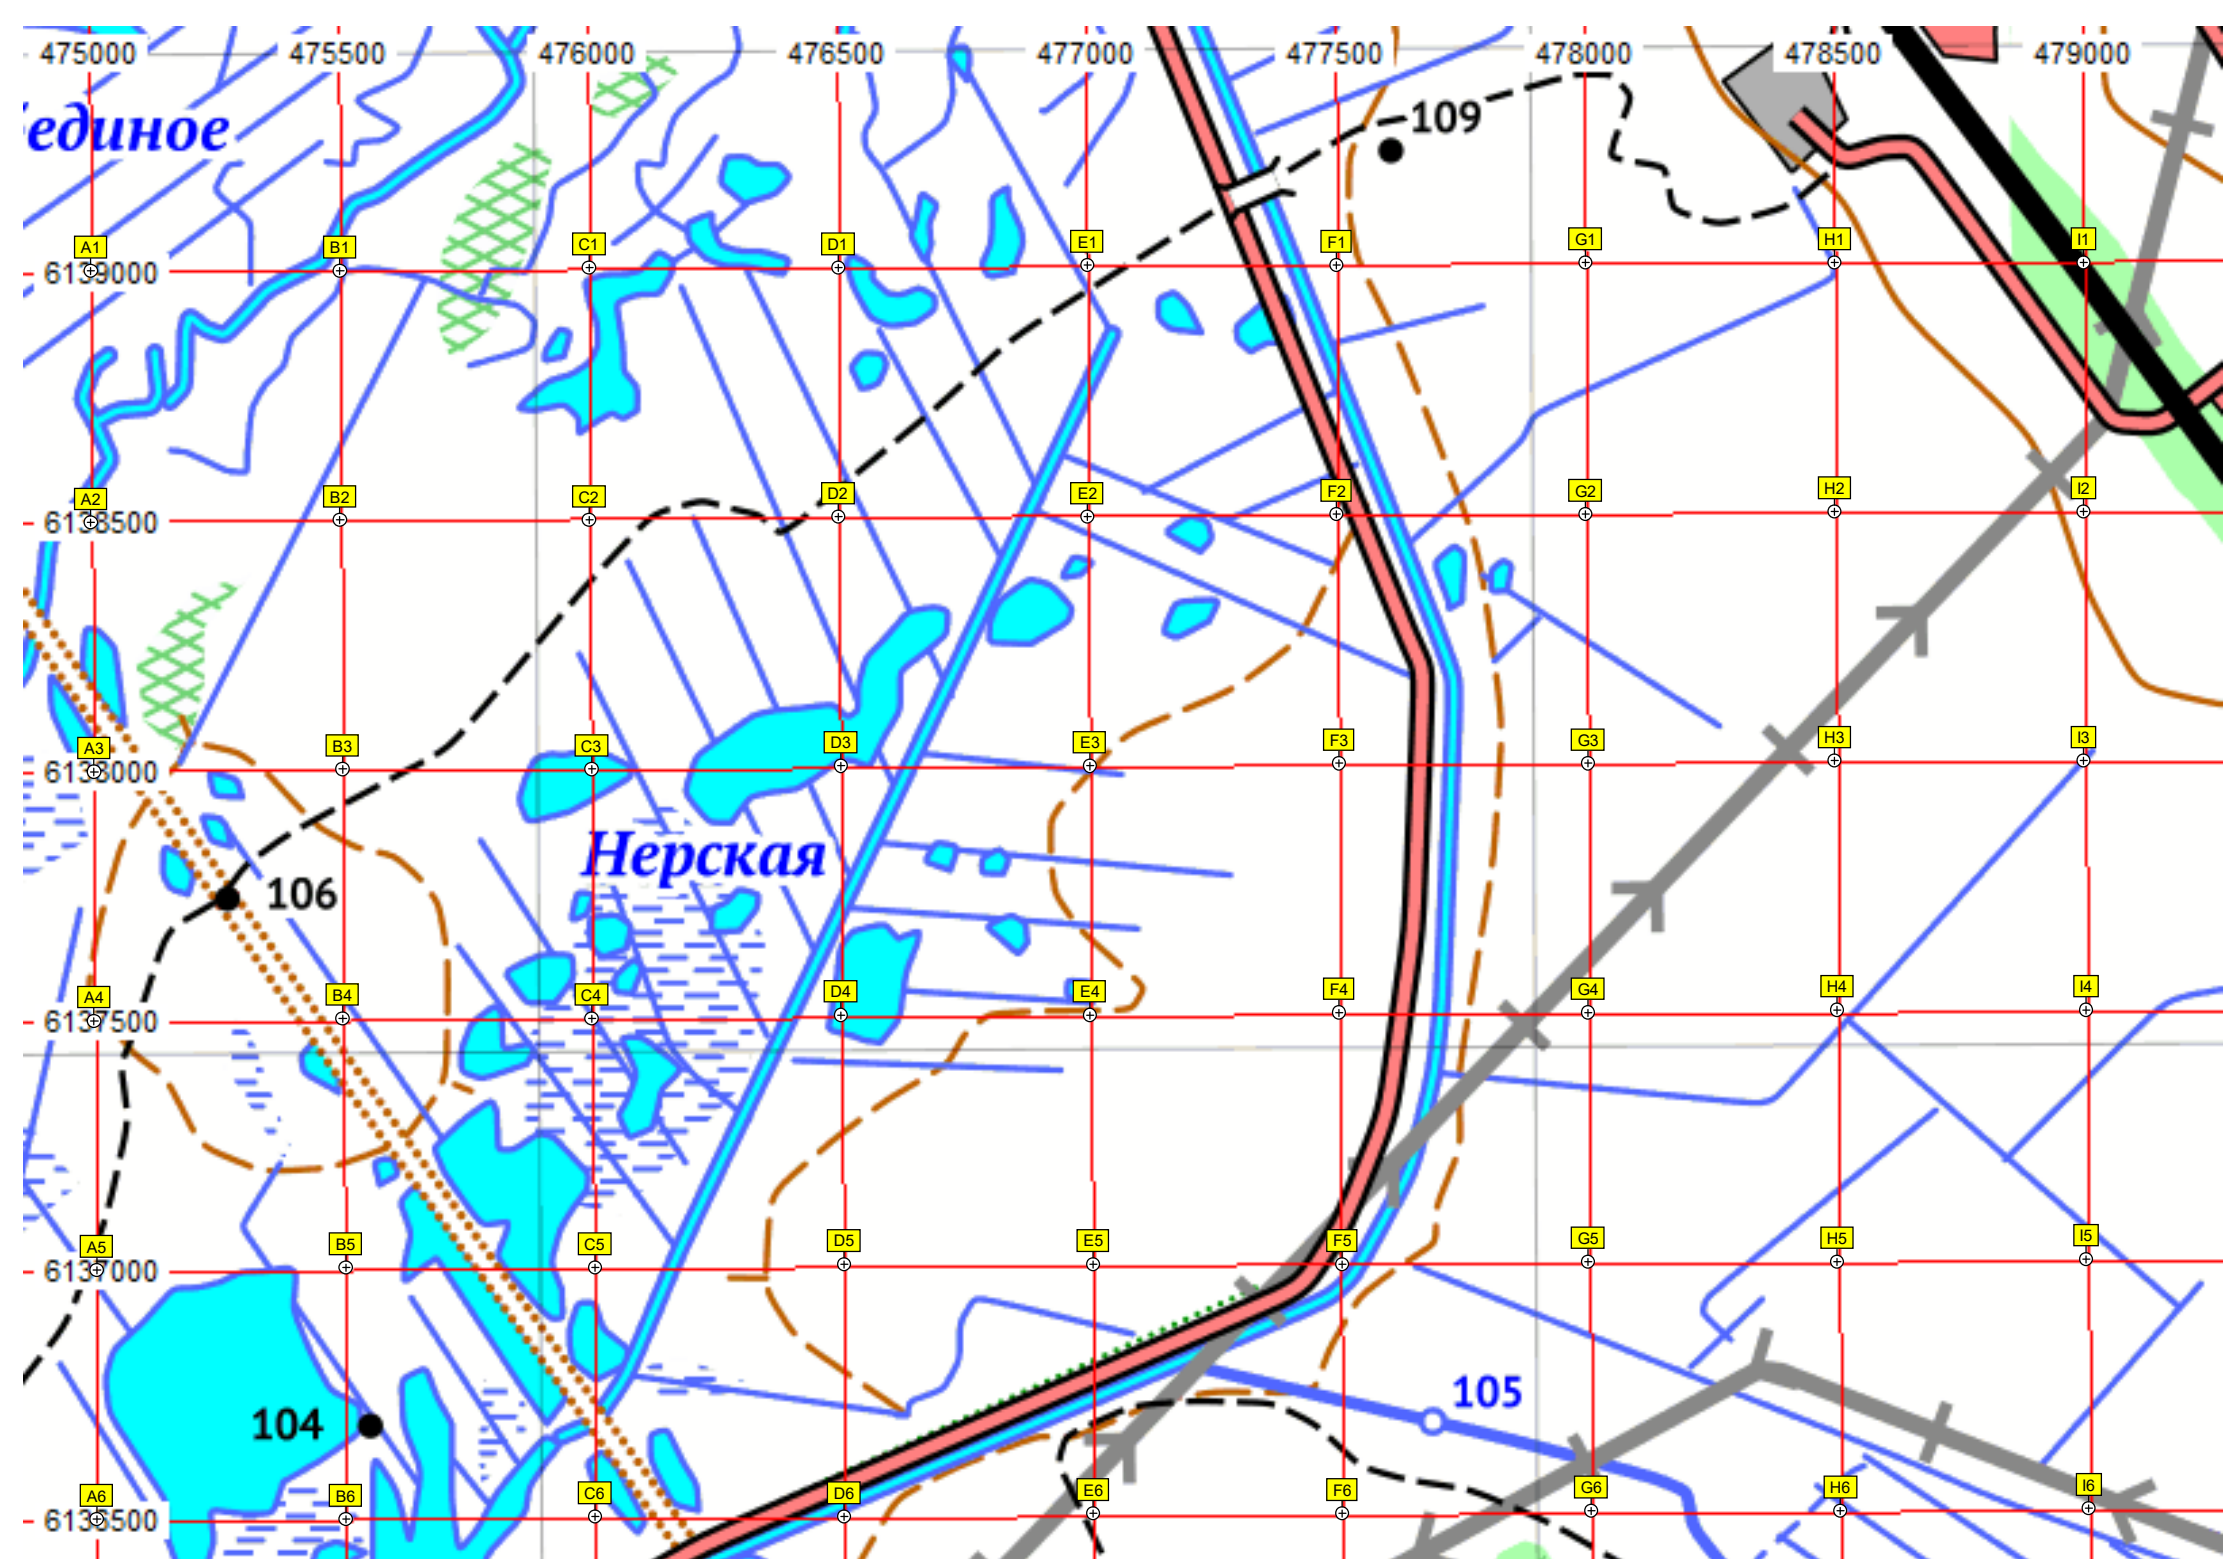 475000 475500 476000 476500 477000 477500 478000 478500 479000
единое
109
A1 B1 C1 D1 E1 F1 G1 H1 I1
6139000
A2 B2 C2 D2 E2 F2 G2 H2 I2
6138500
A3 B3 C3 D3 E3 F3 G3 H3 I3
6138000
Нерская
106
A4 B4 C4 D4 E4 F4 G4 H4 I4
6137500
A5 B5 C5 D5 E5 F5 G5 H5 I5
6137000
105
104
A6 B6 C6 D6 E6 F6 G6 H6 I6
6136500